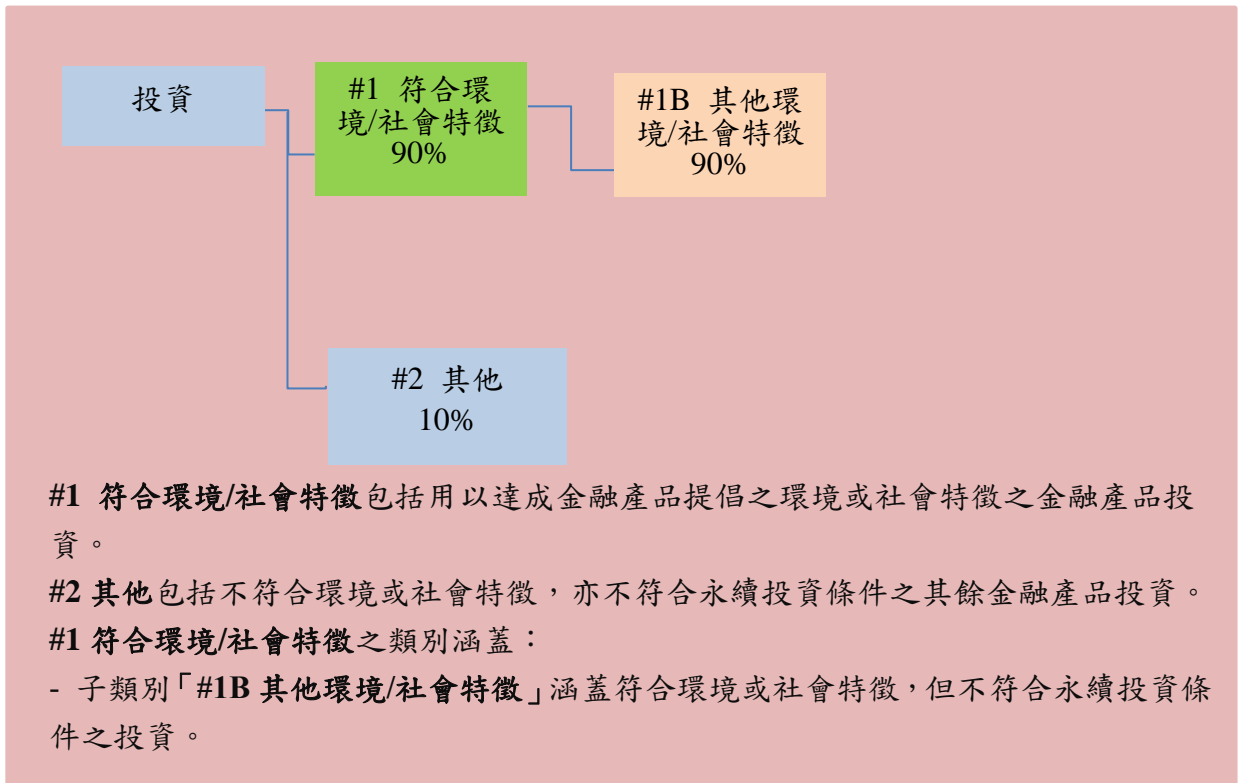 投資
#1 符合環
境/社會特徵
90%
#1B 其他環
境/社會特徵
90%
#2 其他
10%
#1 符合環境/社會特徵包括用以達成金融產品提倡之環境或社會特徵之金融產品投
資。
#2 其他包括不符合環境或社會特徵，亦不符合永續投資條件之其餘金融產品投資。
#1 符合環境/社會特徵之類別涵蓋：
- 子類別「#1B 其他環境/社會特徵」涵蓋符合環境或社會特徵，但不符合永續投資條
件之投資。